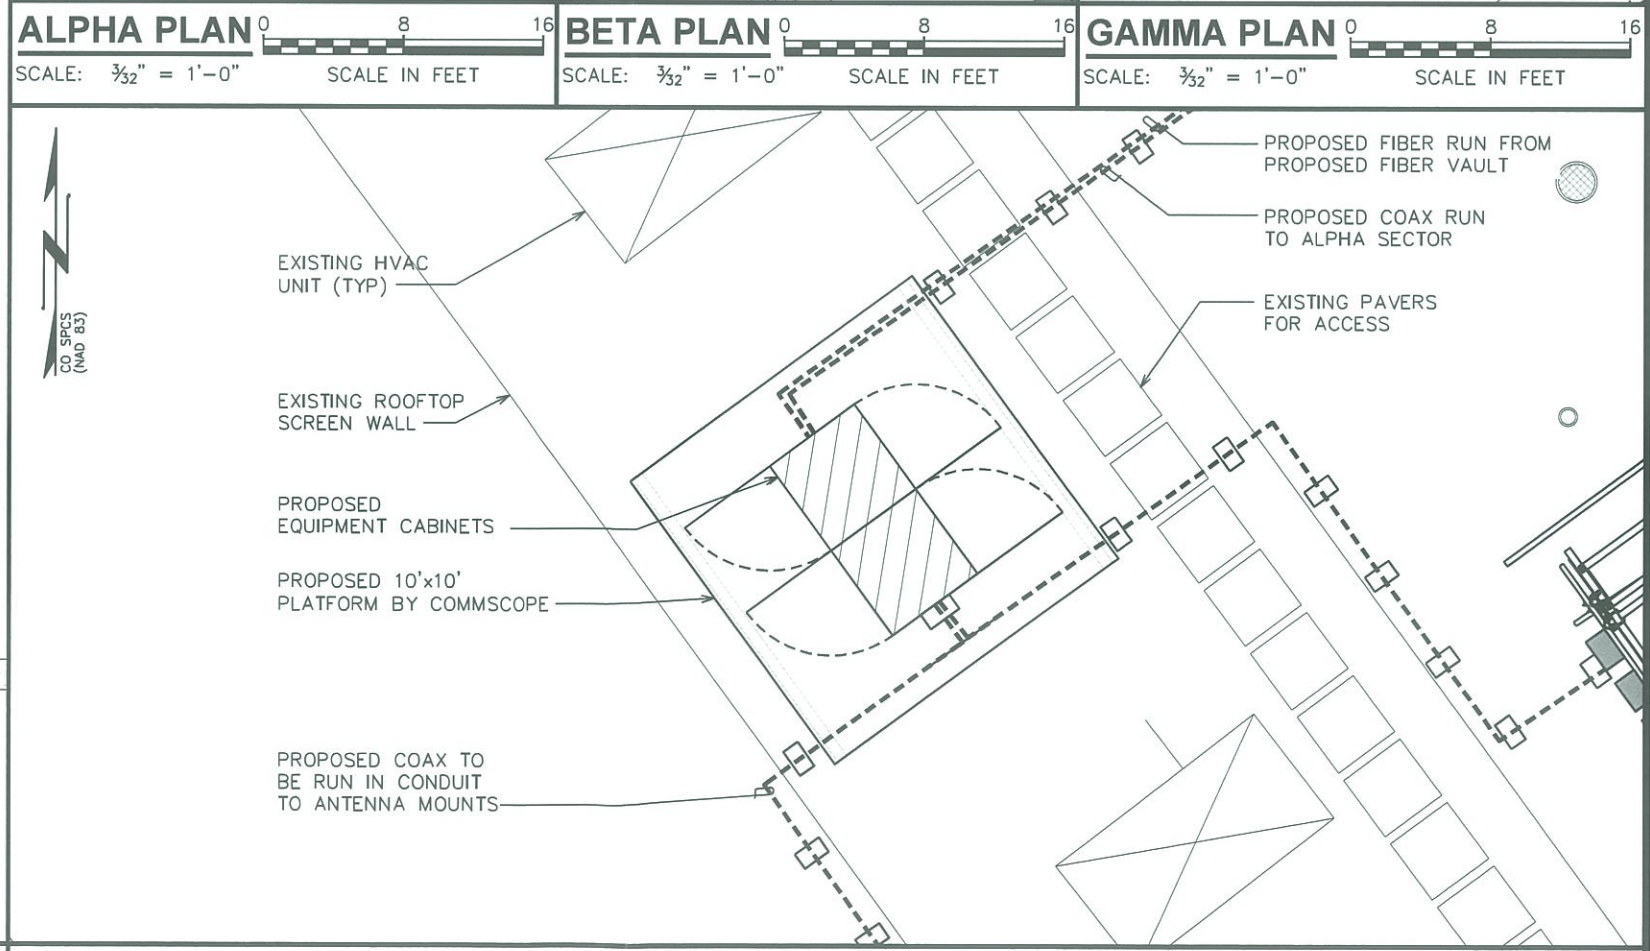 ALPHA PLAN 0 8 16
SCALE: 3/32" = 1'-0" SCALE IN FEET
BETA PLAN 0 8 16
SCALE: 3/32" = 1'-0" SCALE IN FEET
GAMMA PLAN 0 8 16
SCALE: 3/32" = 1'-0" SCALE IN FEET
CO SPCS
(NAD 83)
N
EXISTING HVAC
UNIT (TYP)
EXISTING ROOFTOP
SCREEN WALL
PROPOSED
EQUIPMENT CABINETS
PROPOSED 10'x10'
PLATFORM BY COMMSCOPE
PROPOSED COAX TO
BE RUN IN CONDUIT
TO ANTENNA MOUNTS
PROPOSED FIBER RUN FROM
PROPOSED FIBER VAULT
PROPOSED COAX RUN
TO ALPHA SECTOR
EXISTING PAVERS
FOR ACCESS